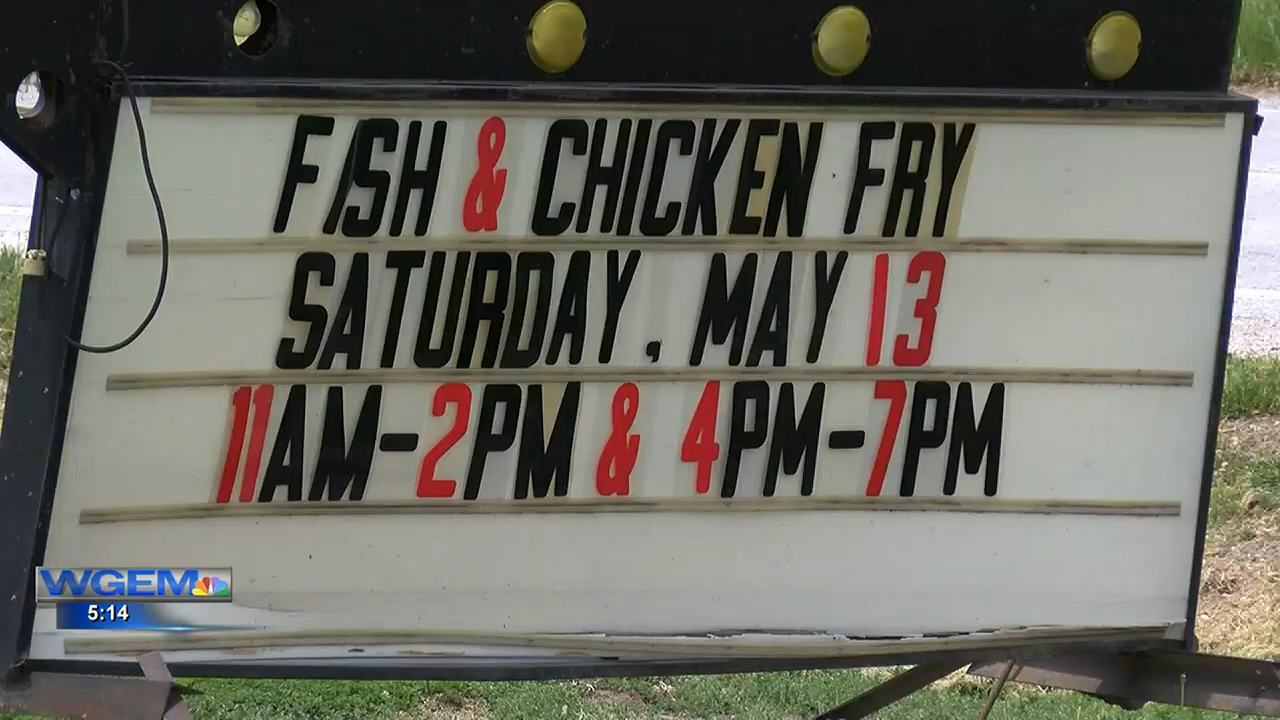 FISH & CHICKEN FRY
SATURDAY, MAY 13
11AM-2PM & 4PM-7PM
WGEM
5:14